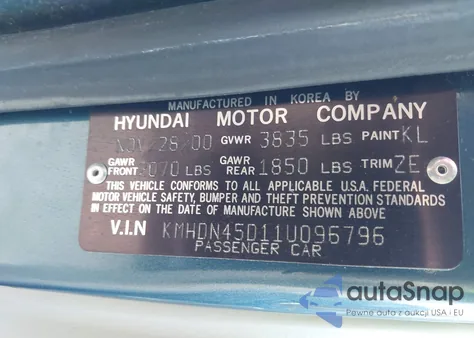 MANUFACTURED IN KOREA BY
HYUNDAI MOTOR COMPANY
NOV 28 00 GVWR 3835 LBS PAINT KL
GAWR FRONT 2070 LBS GAWR REAR 1850 LBS TRIM ZE
THIS VEHICLE CONFORMS TO ALL APPLICABLE U.S.A. FEDERAL
MOTOR VEHICLE SAFETY, BUMPER AND THEFT PREVENTION STANDARDS
IN EFFECT ON THE DATE OF MANUFACTURE SHOWN ABOVE
V.I.N KMHDN45D11U096796
PASSENGER CAR
autoSnap
Pewne auta z aukcji USA i EU